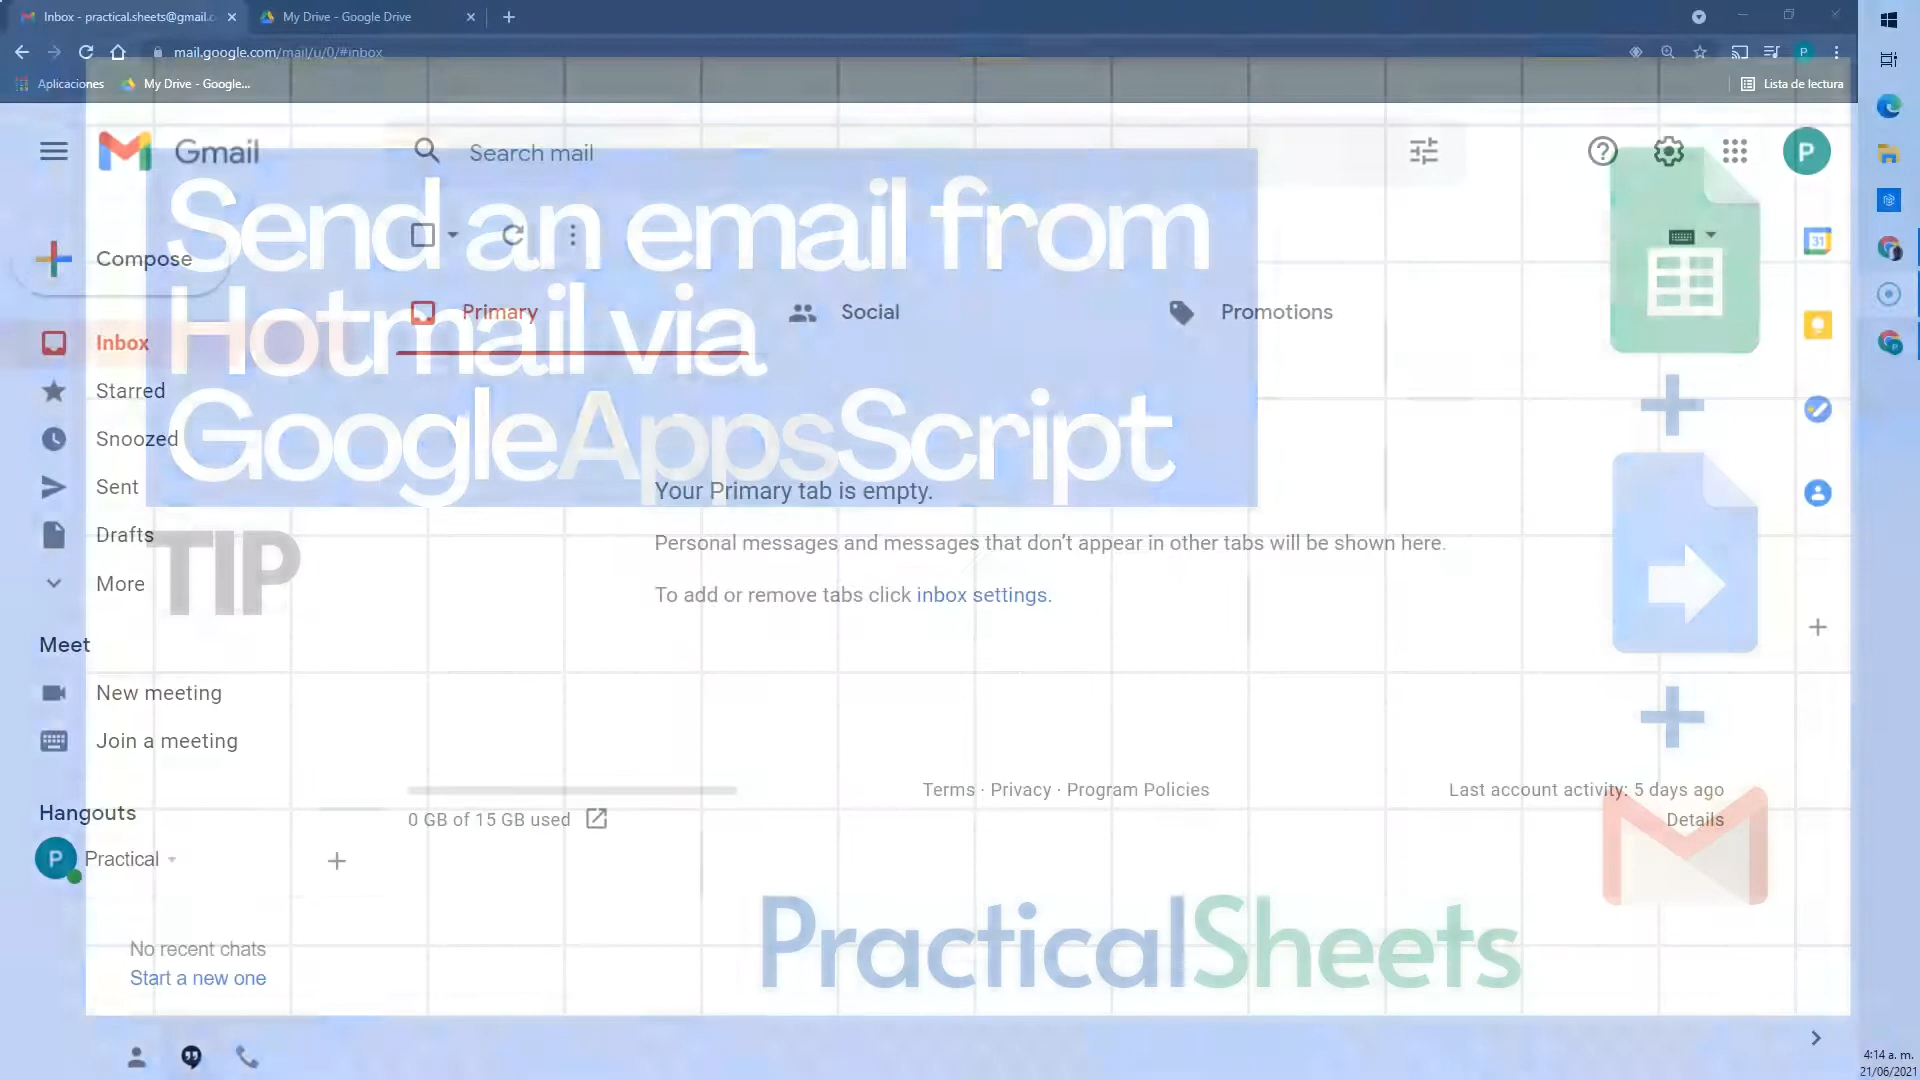 Inbox - practical.sheets@gmail.c
My Drive - Google Drive
mail.google.com/mail/u/0/#inbox
Aplicaciones
My Drive - Google...
Lista de lectura
Gmail
Search mail
P
Send an email from
Hotmail via
GoogleAppsScript
TIP
Compose
31
Primary
Social
Promotions
Inbox
Starred
Snoozed
Sent
Drafts
More
Your Primary tab is empty.
Personal messages and messages that don't appear in other tabs will be shown here.
To add or remove tabs click inbox settings.
Meet
New meeting
Join a meeting
Hangouts
P
Practical
0 GB of 15 GB used
Terms · Privacy · Program Policies
Last account activity: 5 days ago
Details
PracticalSheets
No recent chats
Start a new one
4:14 a. m.
21/06/2021